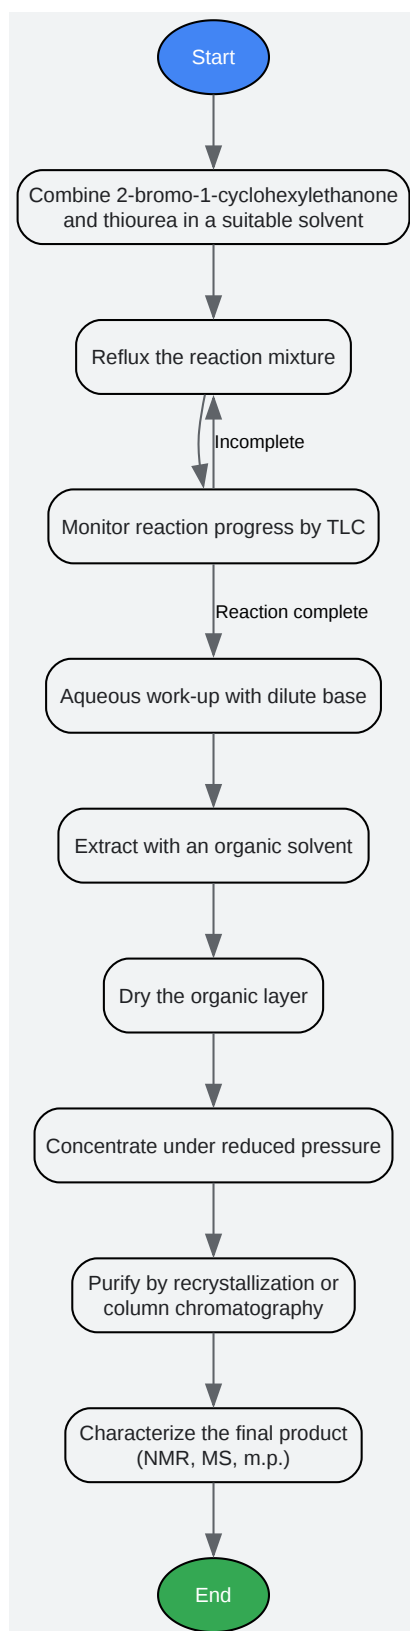 Start
Combine 2-bromo-1-cyclohexylethanone
and thiourea in a suitable solvent
Reflux the reaction mixture
Incomplete
Monitor reaction progress by TLC
Reaction complete
Aqueous work-up with dilute base
Extract with an organic solvent
Dry the organic layer
Concentrate under reduced pressure
Purify by recrystallization or
column chromatography
Characterize the final product
(NMR, MS, m.p.)
End